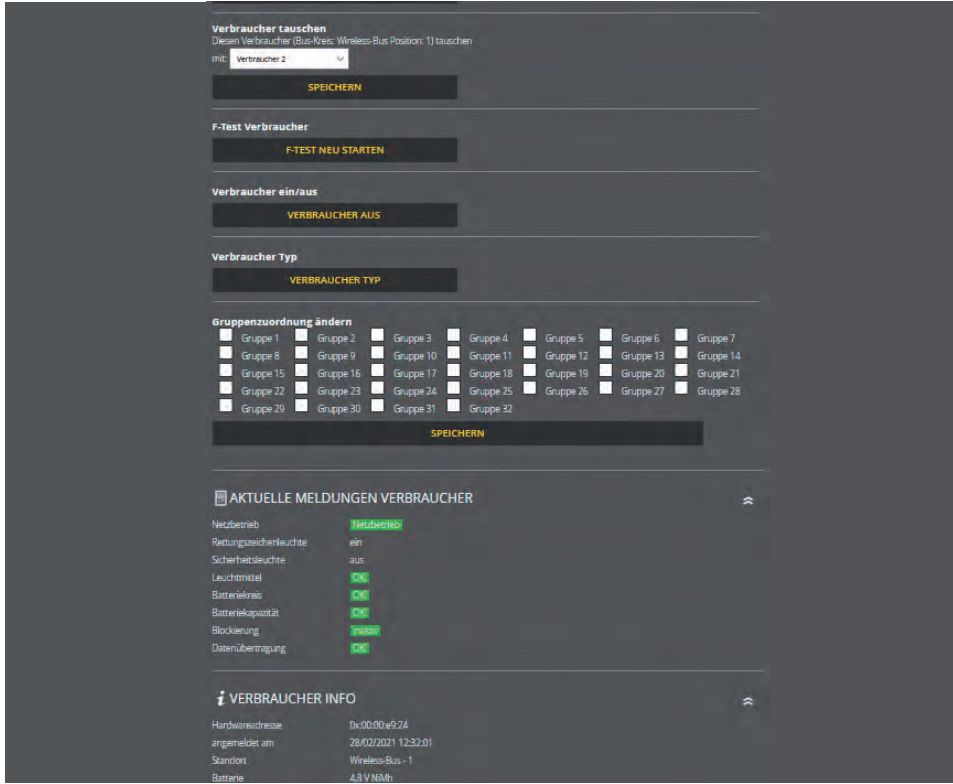 Verbraucher tauschen
Diesen Verbraucher (Bus-Kreis: Wireless-Bus Position: 1) tauschen
mit: Verbraucher 2
SPEICHERN
F-Test Verbraucher
F-TEST NEU STARTEN
Verbraucher ein/aus
VERBRAUCHER AUS
Verbraucher Typ
VERBRAUCHER TYP
Gruppenzuordnung ändern
Gruppe 1 Gruppe 2 Gruppe 3 Gruppe 4 Gruppe 5 Gruppe 6 Gruppe 7
Gruppe 8 Gruppe 9 Gruppe 10 Gruppe 11 Gruppe 12 Gruppe 13 Gruppe 14
Gruppe 15 Gruppe 16 Gruppe 17 Gruppe 18 Gruppe 19 Gruppe 20 Gruppe 21
Gruppe 22 Gruppe 23 Gruppe 24 Gruppe 25 Gruppe 26 Gruppe 27 Gruppe 28
Gruppe 29 Gruppe 30 Gruppe 31 Gruppe 32
SPEICHERN
AKTUELLE MELDUNGEN VERBRAUCHER
Netzbetrieb Netzbetrieb
Rettungszeichenleuchte ein
Sicherheitsleuchte aus
Leuchtmittel OK
Batteriekreis OK
Batteriekapazität OK
Blockierung inaktiv
Datenübertragung OK
VERBRAUCHER INFO
Hardwareadresse 0x:00:00:e9:24
angemeldet am 28/02/2021 12:32:01
Standort Wireless-Bus - 1
Batterie 4,8 V NiMh